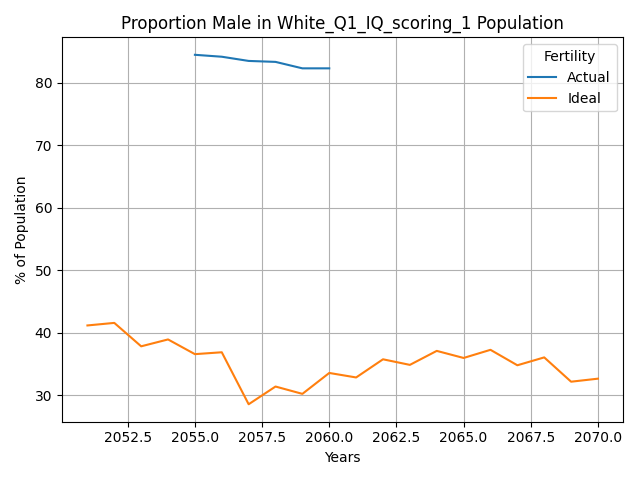 Proportion Male in White_Q1_IQ_scoring_1 Population
Fertility
Actual
Ideal
% of Population
80
70
60
50
40
30
2052.5 2055.0 2057.5 2060.0 2062.5 2065.0 2067.5 2070.0
Years